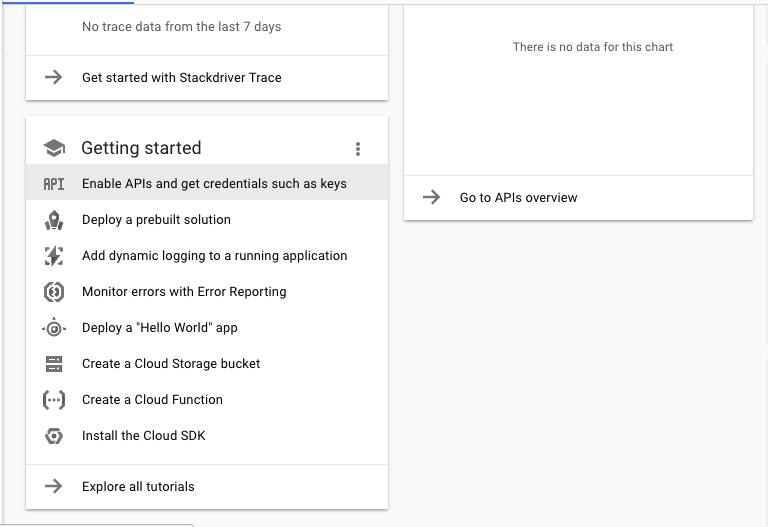 No trace data from the last 7 days
Get started with Stackdriver Trace
Getting started
API Enable APIs and get credentials such as keys
Deploy a prebuilt solution
Add dynamic logging to a running application
Monitor errors with Error Reporting
Deploy a "Hello World" app
Create a Cloud Storage bucket
Create a Cloud Function
Install the Cloud SDK
Explore all tutorials
There is no data for this chart
Go to APIs overview